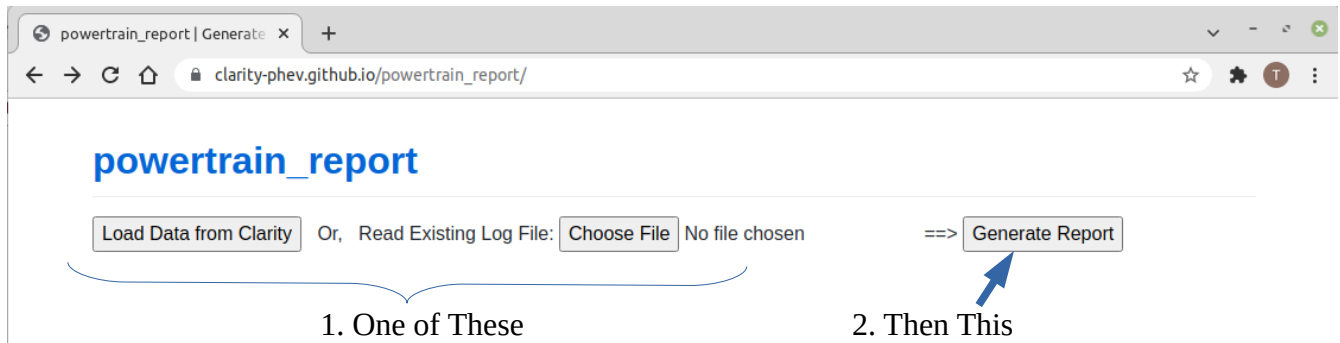 powertrain_report | Generate
clarity-phev.github.io/powertrain_report/
T
powertrain_report
Load Data from Clarity Or, Read Existing Log File: Choose File No file chosen ==> Generate Report
1. One of These 2. Then This